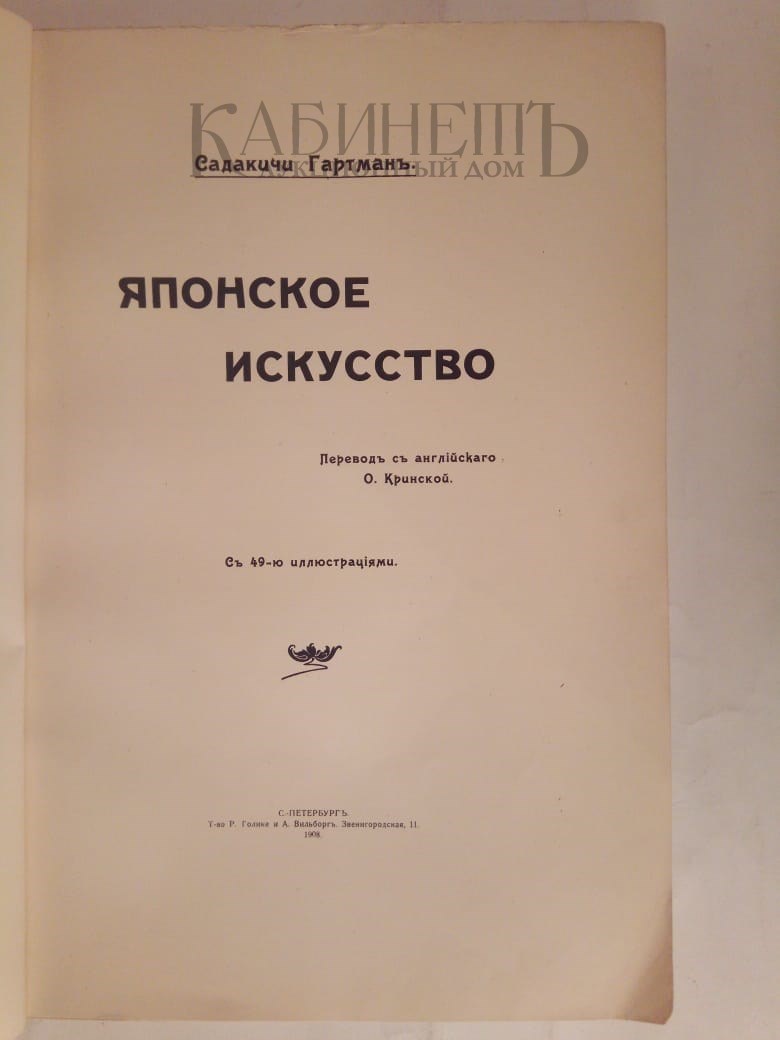 КАБИНЕТЪ
АУКЦИОННЫЙ ДОМ
Садакичи Гартманъ.
ЯПОНСКОЕ
ИСКУССТВО
Переводъ съ англійскаго
О. Кринской.
Съ 49-ю иллюстраціями.
С.-ПЕТЕРБУРГЪ.
Т-во Р. Голике и А. Вильборгъ. Звенигородская, 11.
1908.